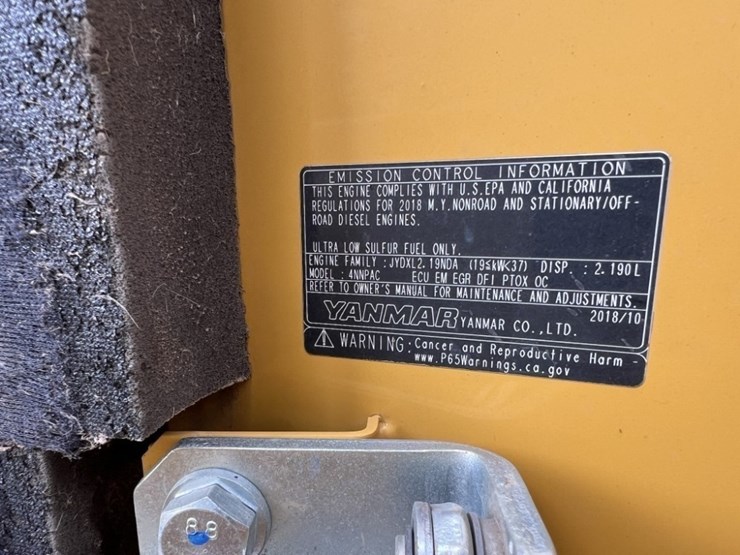 EMISSION CONTROL INFORMATION
THIS ENGINE COMPLIES WITH U.S.EPA AND CALIFORNIA
REGULATIONS FOR 2018 M.Y.NONROAD AND STATIONARY/OFF-
ROAD DIESEL ENGINES.
ULTRA LOW SULFUR FUEL ONLY.
ENGINE FAMILY : JYDXL2.19NDA (19≤kW<37) DISP. : 2.190L
MODEL : 4NNPAC ECU EM EGR DFI PTOX OC
REFER TO OWNER'S MANUAL FOR MAINTENANCE AND ADJUSTMENTS.
2018/10
YANMAR YANMAR CO.,LTD.
⚠ WARNING: Cancer and Reproductive Harm -
www.P65Warnings.ca.gov
8.8